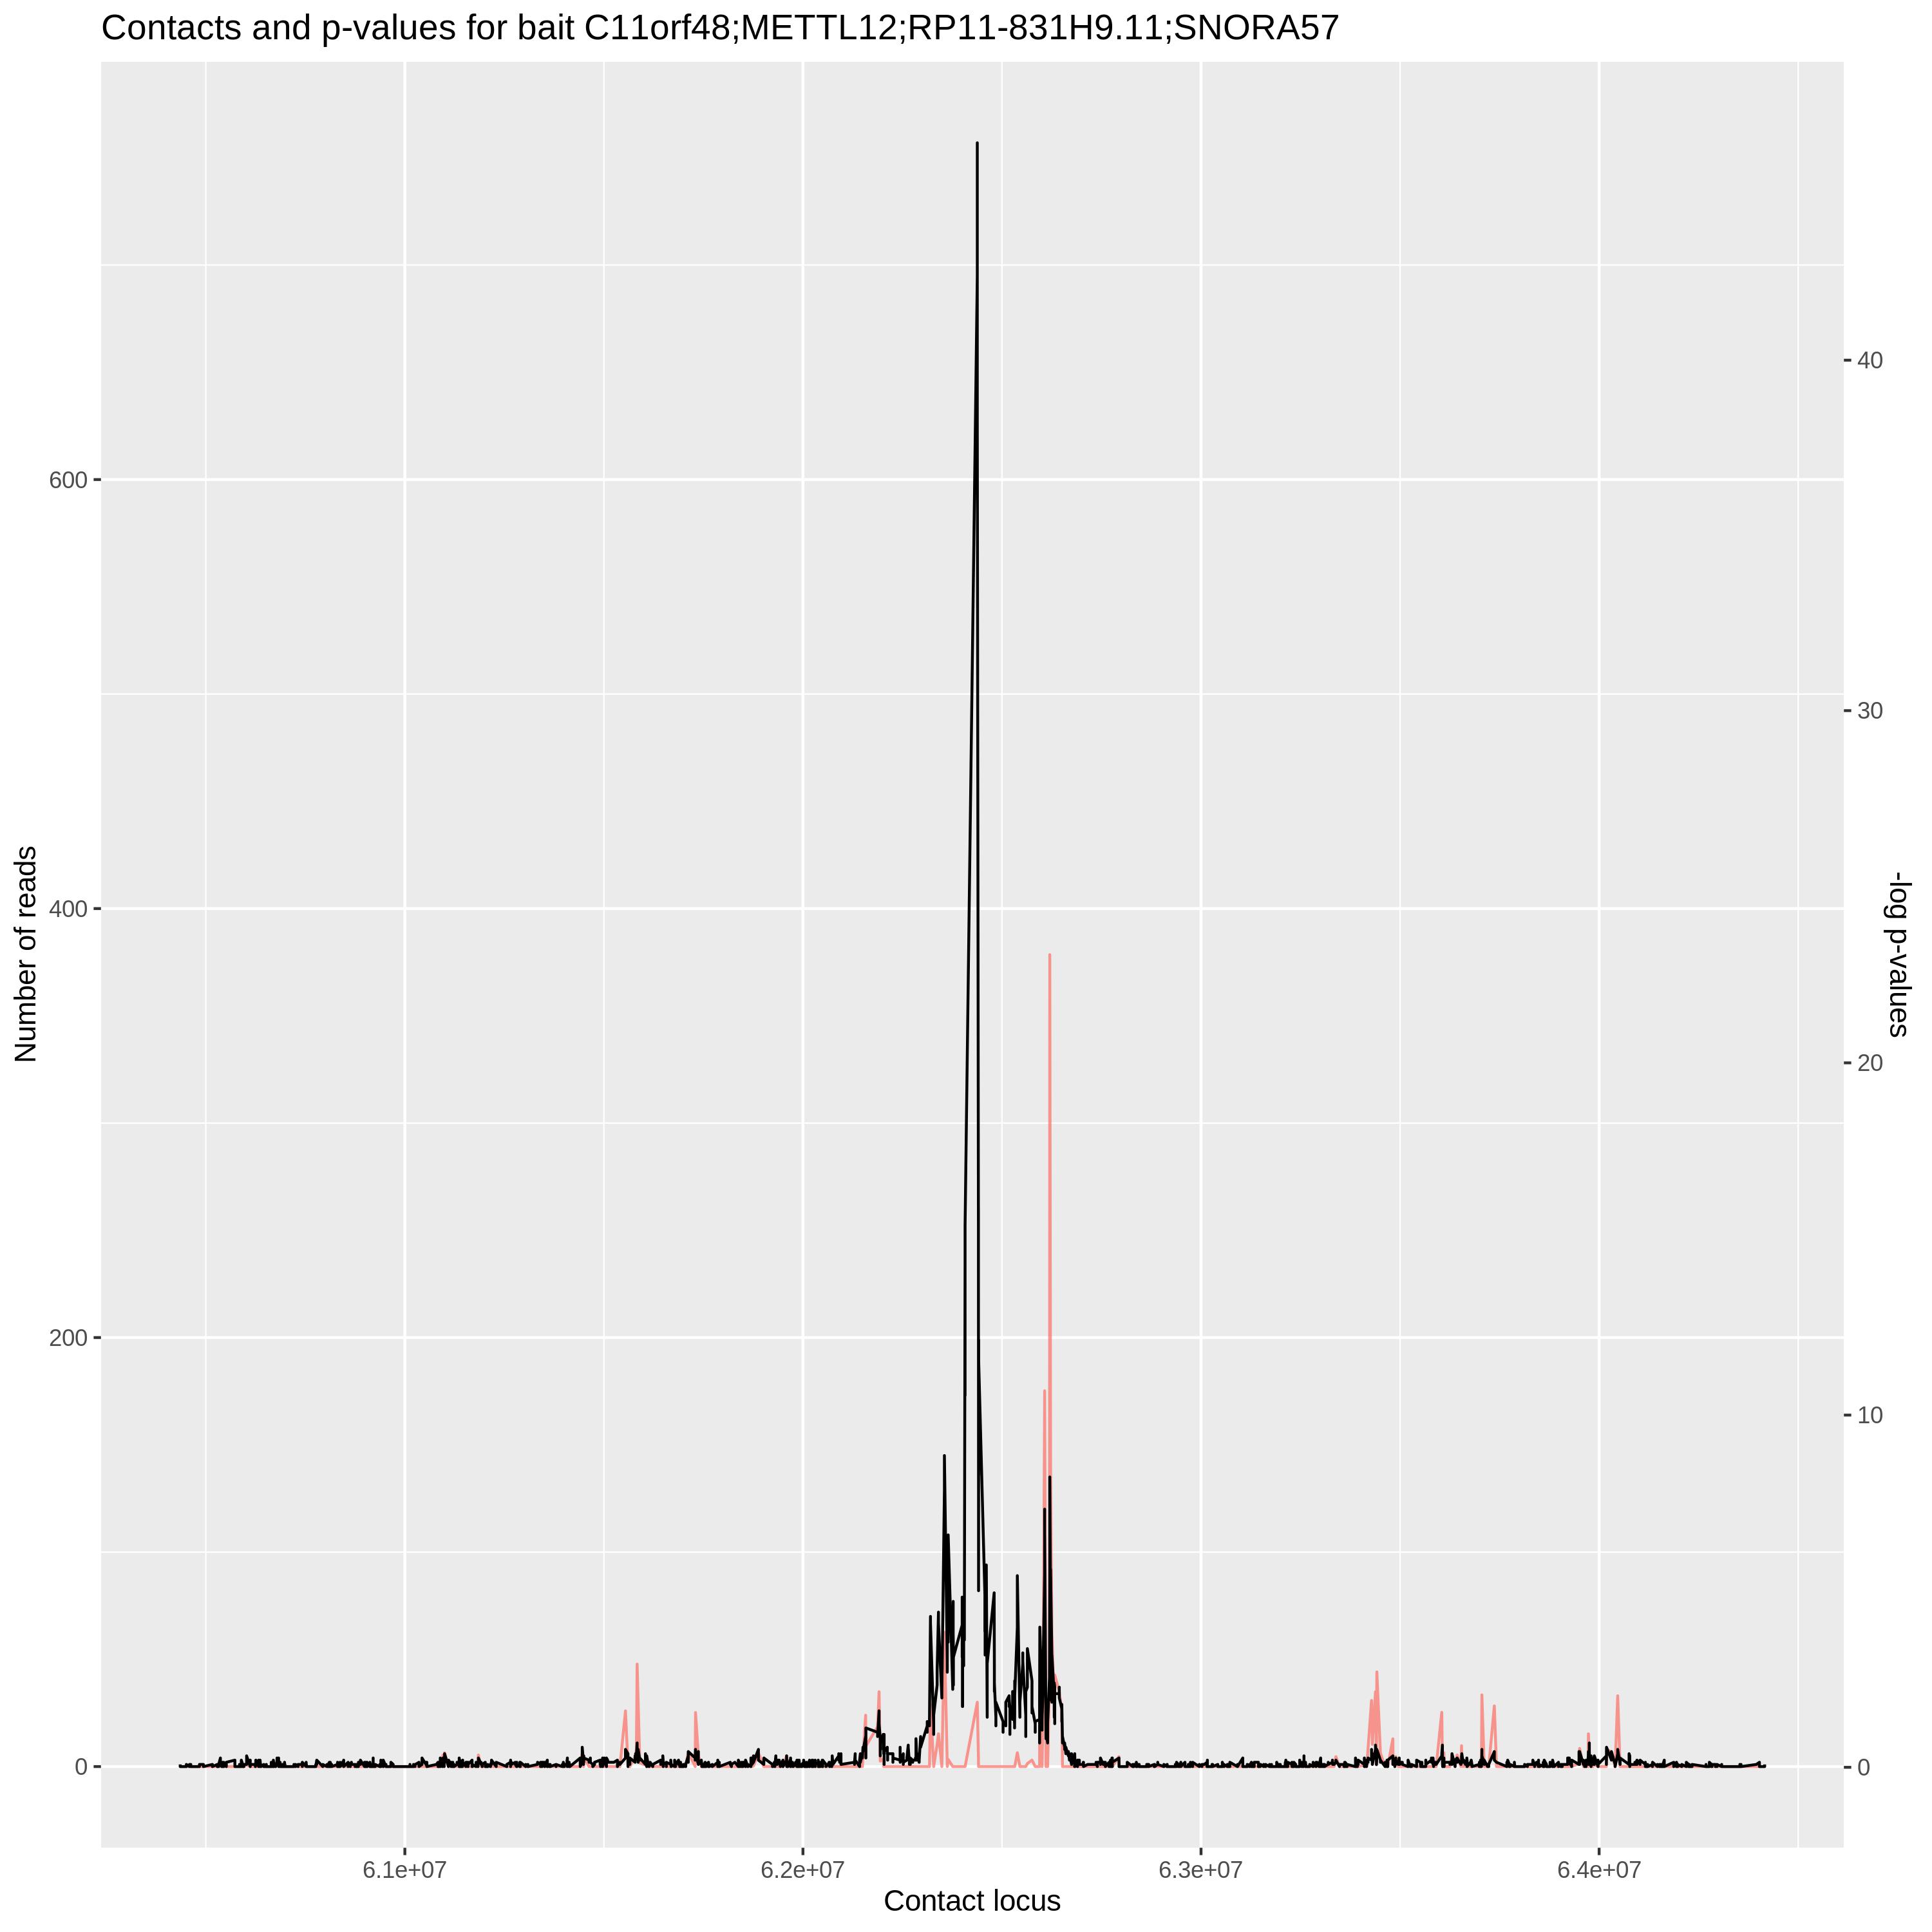 Contacts and p-values for bait C11orf48;METTL12;RP11-831H9.11;SNORA57
Number of reads
600
400
200
0
40
30
20
10
0
-log p-values
6.1e+07 6.2e+07 6.3e+07 6.4e+07
Contact locus